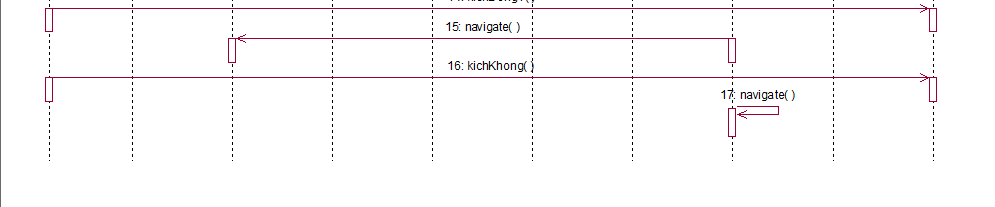 15: navigate( )
16: kichKhong( )
17: navigate( )